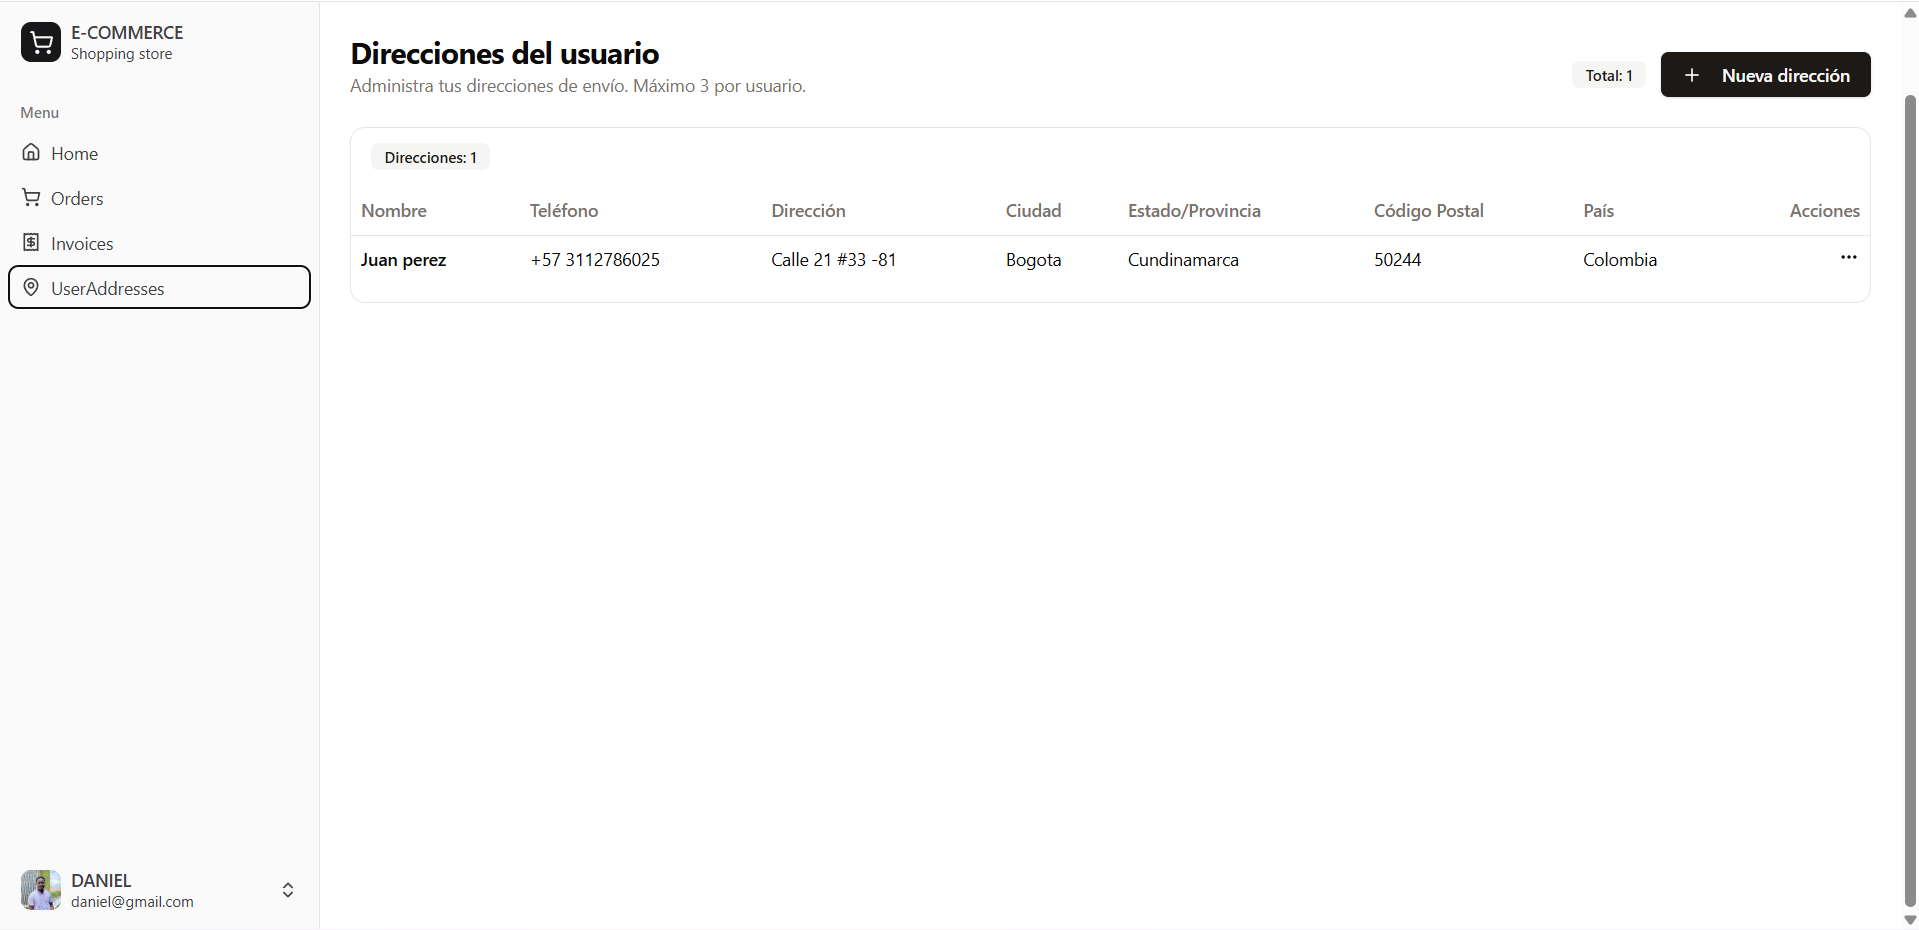 E-COMMERCE
Shopping store
Menu
Home
Orders
Invoices
UserAddresses
DANIEL
daniel@gmail.com
Direcciones del usuario
Administra tus direcciones de envío. Máximo 3 por usuario.
Total: 1
+ Nueva dirección
Direcciones: 1
Nombre Teléfono Dirección Ciudad Estado/Provincia Código Postal País Acciones
Juan perez +57 3112786025 Calle 21 #33 -81 Bogota Cundinamarca 50244 Colombia ...